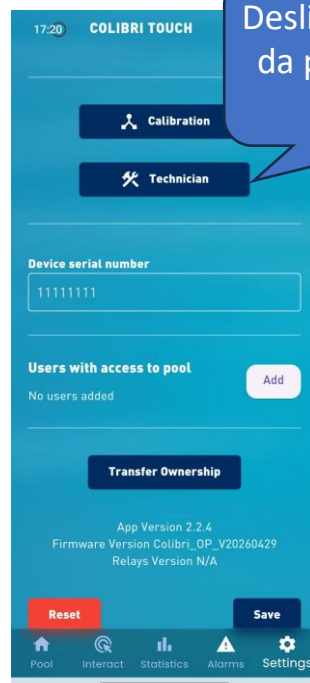 17:20 COLIBRI TOUCH
da p
Calibration
Technician
Device serial number
11111111
Users with access to pool
Add
No users added
Transfer Ownership
App Version 2.2.4
Firmware Version Colibri_OP_V20260429
Relays Version N/A
Reset Save
Pool Interact Statistics Alarms Settings